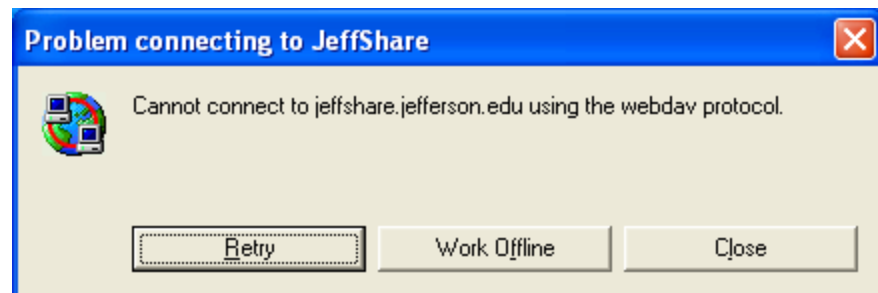 Problem connecting to JeffShare
Cannot connect to jeffshare.jefferson.edu using the webdav protocol.
Retry
Work Offline
Close